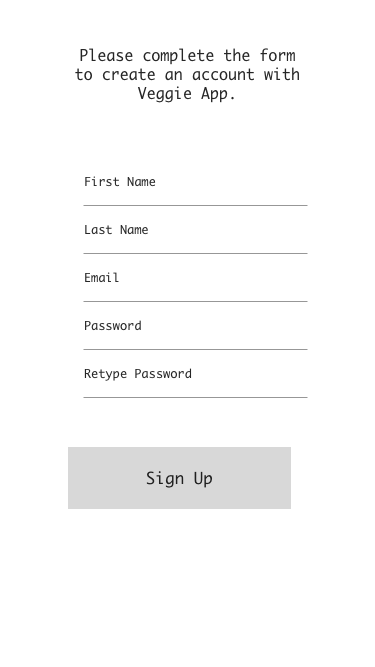 Please complete the form
to create an account with
Veggie App.
First Name
Last Name
Email
Password
Retype Password
Sign Up